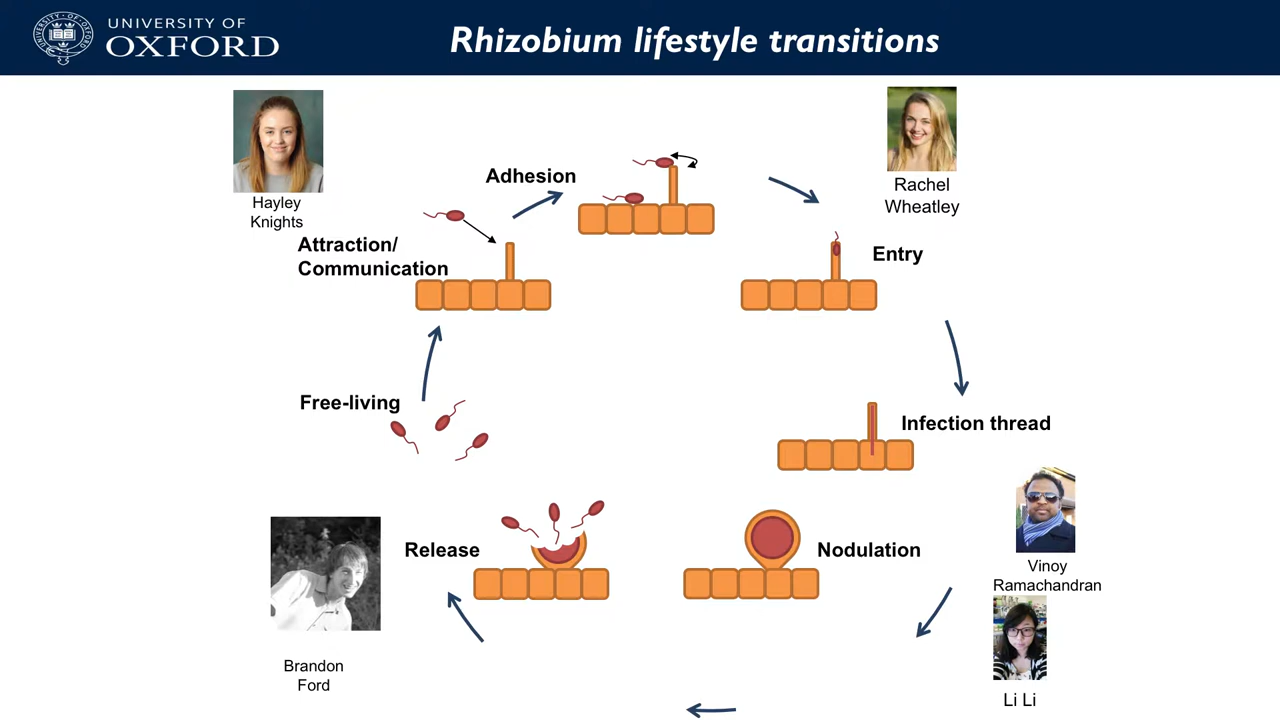 UNIVERSITY OF
OXFORD
Rhizobium lifestyle transitions
Hayley
Knights
Adhesion
Rachel
Wheatley
Attraction/
Communication
Entry
Free-living
Infection thread
Release
Nodulation
Vinoy
Ramachandran
Brandon
Ford
Li Li